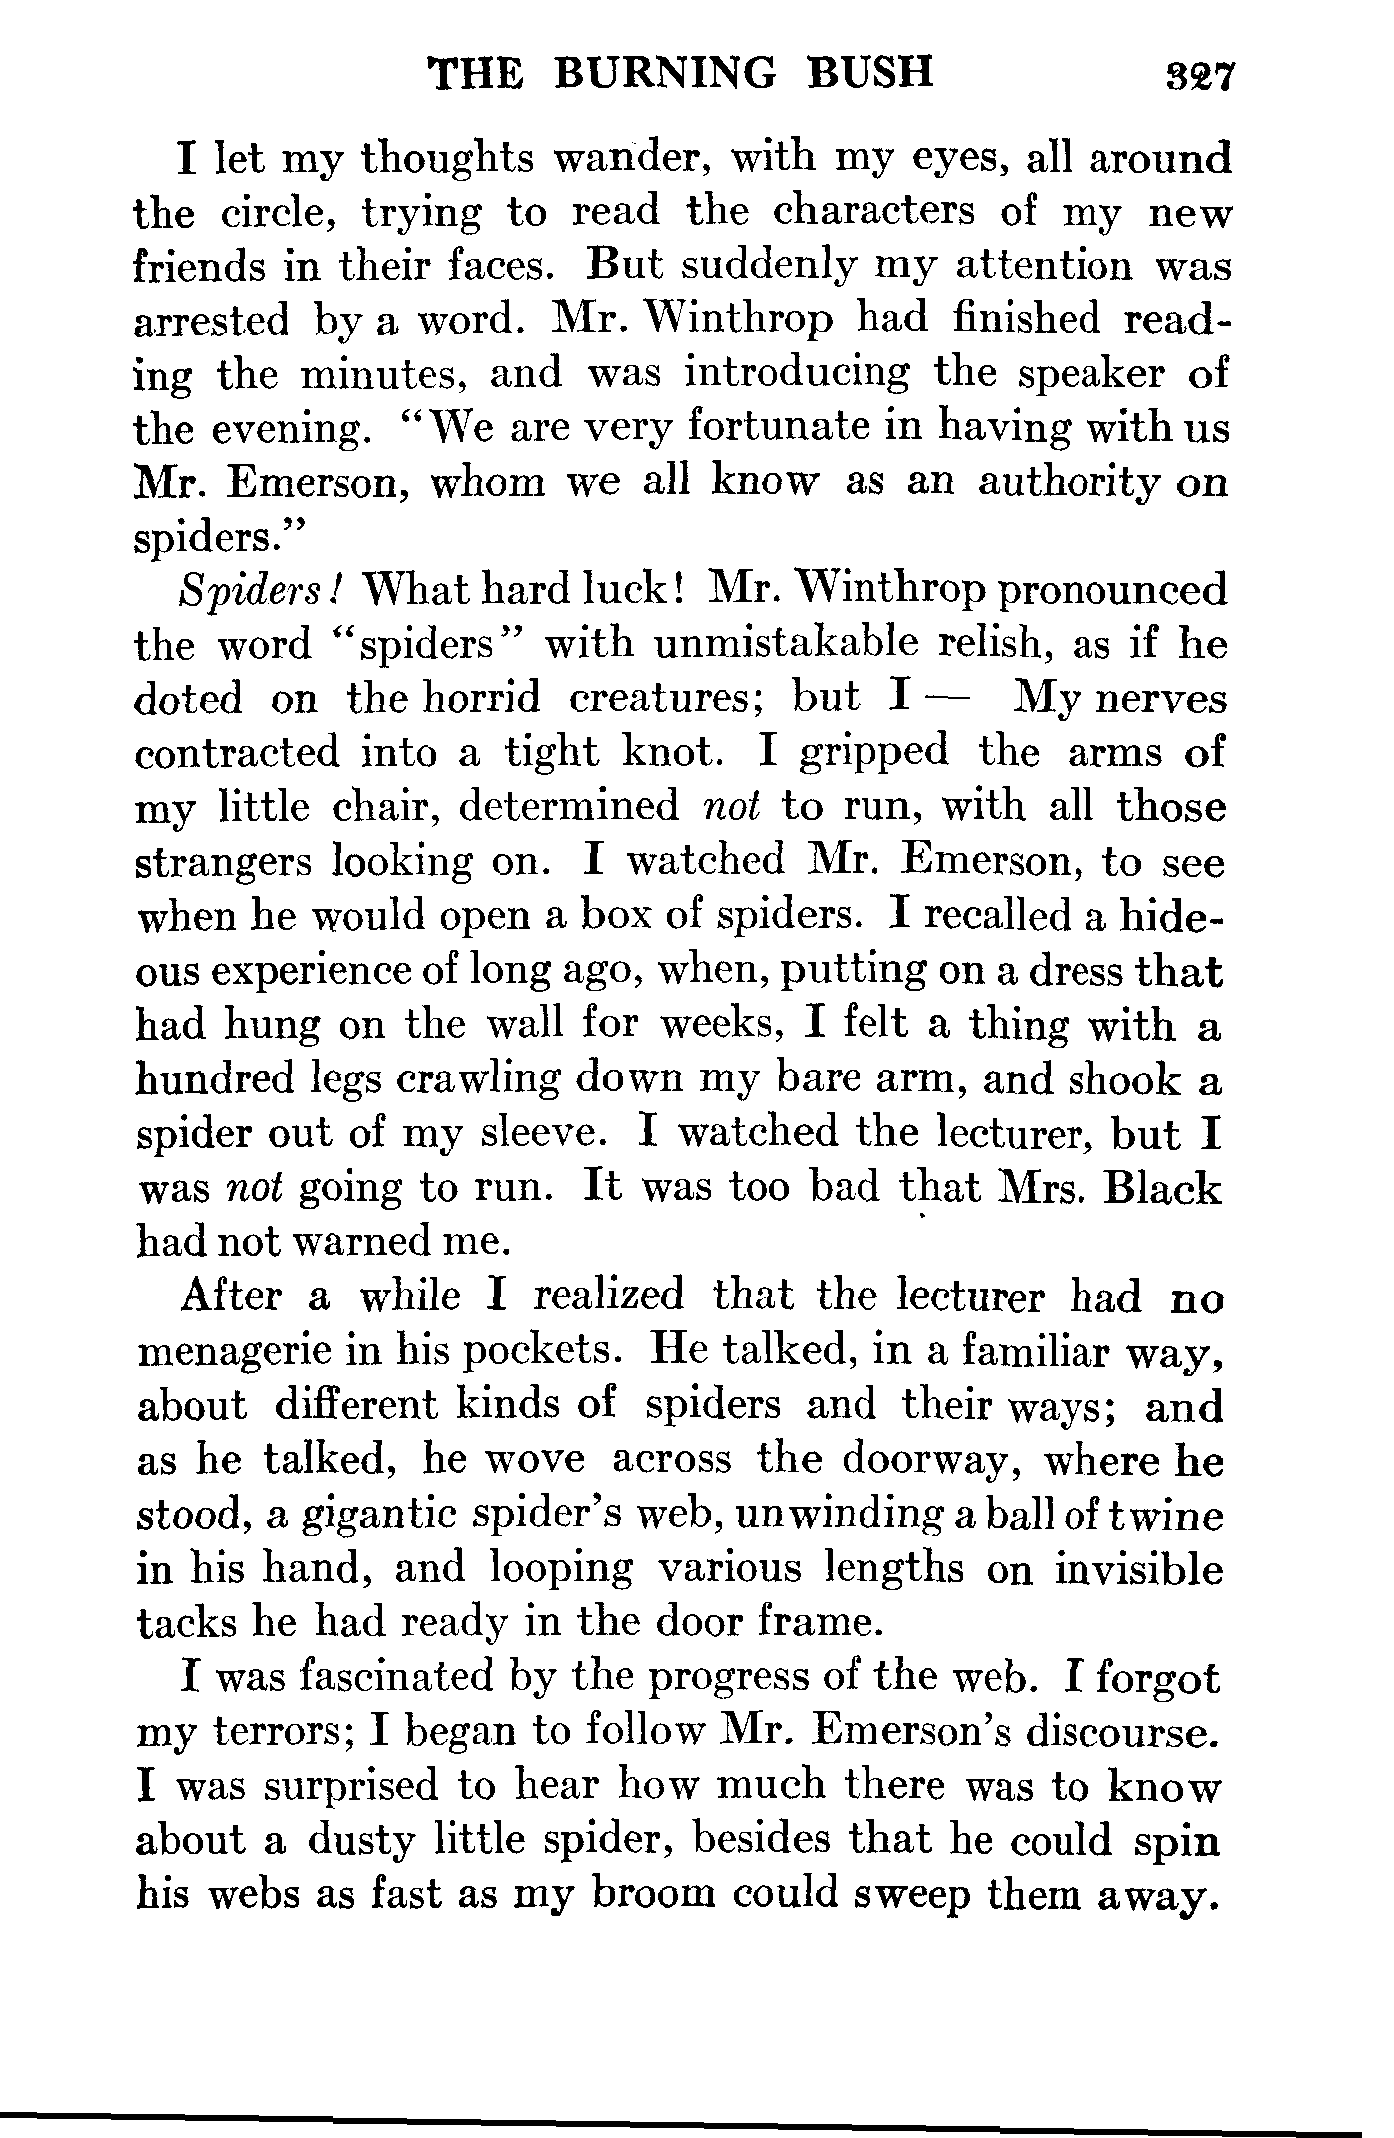 THE BURNING BUSH 327
I let my thoughts wander, with my eyes, all around
the circle, trying to read the characters of my new
friends in their faces. But suddenly my attention was
arrested by a word. Mr. Winthrop had finished read-
ing the minutes, and was introducing the speaker of
the evening. "We are very fortunate in having with us
Mr. Emerson, whom we all know as an authority on
spiders."
Spiders! What hard luck! Mr. Winthrop pronounced
the word "spiders" with unmistakable relish, as if he
doted on the horrid creatures; but I — My nerves
contracted into a tight knot. I gripped the arms of
my little chair, determined not to run, with all those
strangers looking on. I watched Mr. Emerson, to see
when he would open a box of spiders. I recalled a hide-
ous experience of long ago, when, putting on a dress that
had hung on the wall for weeks, I felt a thing with a
hundred legs crawling down my bare arm, and shook a
spider out of my sleeve. I watched the lecturer, but I
was not going to run. It was too bad that Mrs. Black
had not warned me.
After a while I realized that the lecturer had no
menagerie in his pockets. He talked, in a familiar way,
about different kinds of spiders and their ways; and
as he talked, he wove across the doorway, where he
stood, a gigantic spider's web, unwinding a ball of twine
in his hand, and looping various lengths on invisible
tacks he had ready in the door frame.
I was fascinated by the progress of the web. I forgot
my terrors; I began to follow Mr. Emerson's discourse.
I was surprised to hear how much there was to know
about a dusty little spider, besides that he could spin
his webs as fast as my broom could sweep them away.